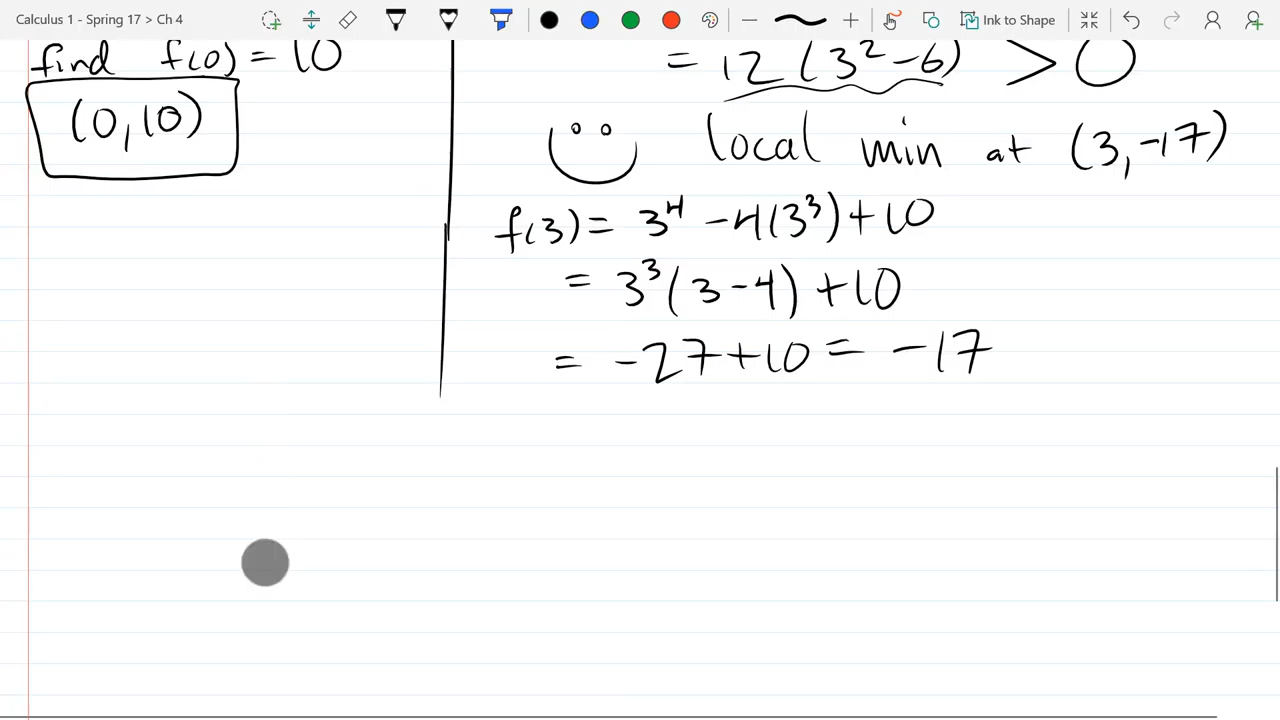 Calculus 1 - Spring 17 > Ch 4
Ink to Shape
find f(0) = 10
(0,10)
= 12(3²-6) > 0
local min at (3,-17)
f(3) = 3⁴ - 4(3³) + 10
= 3³(3-4) + 10
= -27+10 = -17